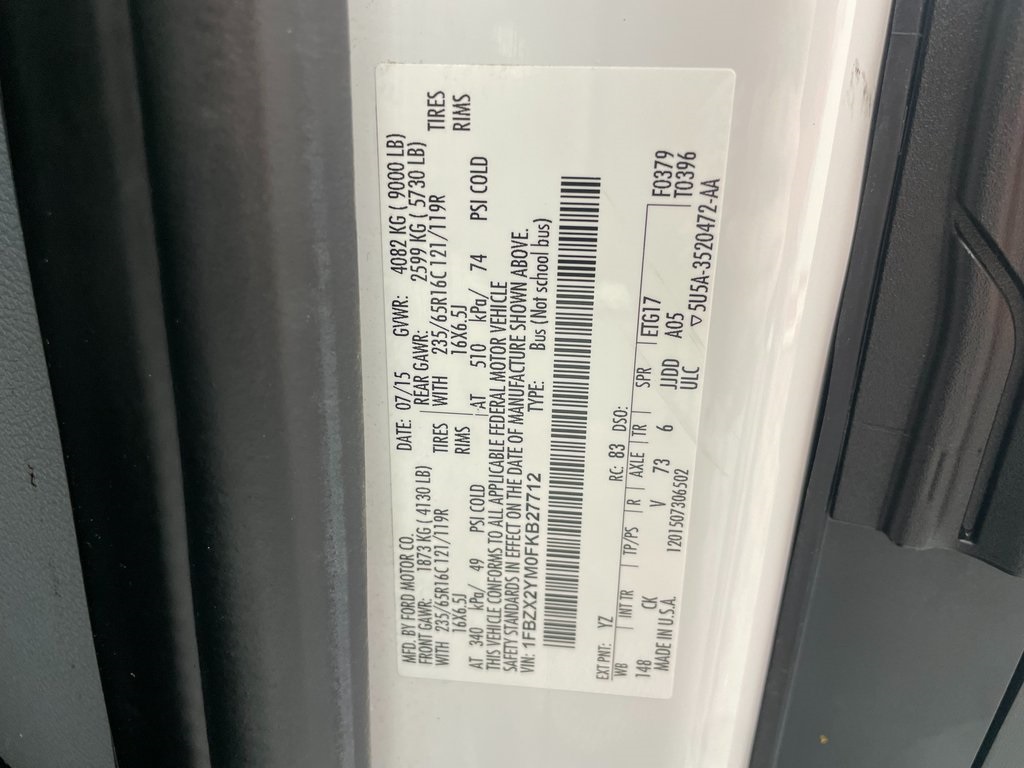 MFD. BY FORD MOTOR CO. DATE: 07/15 GVWR: 4082 KG ( 9000 LB)
FRONT GAWR: 1873 KG ( 4130 LB) REAR GAWR: 2599 KG ( 5730 LB)
WITH 235/65R16C 121/119R TIRES WITH 235/65R16C 121/119R TIRES
16X6.5J RIMS 16X6.5J RIMS
AT 340 kPa/ 49 PSI COLD AT 510 kPa/ 74 PSI COLD
THIS VEHICLE CONFORMS TO ALL APPLICABLE FEDERAL MOTOR VEHICLE
SAFETY STANDARDS IN EFFECT ON THE DATE OF MANUFACTURE SHOWN ABOVE.
VIN: 1FBZX2YM0FKB27712 TYPE: Bus (Not school bus)
EXT PNT: YZ RC: 83 DSO:
WB INT TR TP/PS R AXLE TR SPR ETG17 F0379
148 CK V 73 6 JJDD A05 T0396
MADE IN U.S.A. 1201507306502 ULC
▽5U5A-3520472-AA